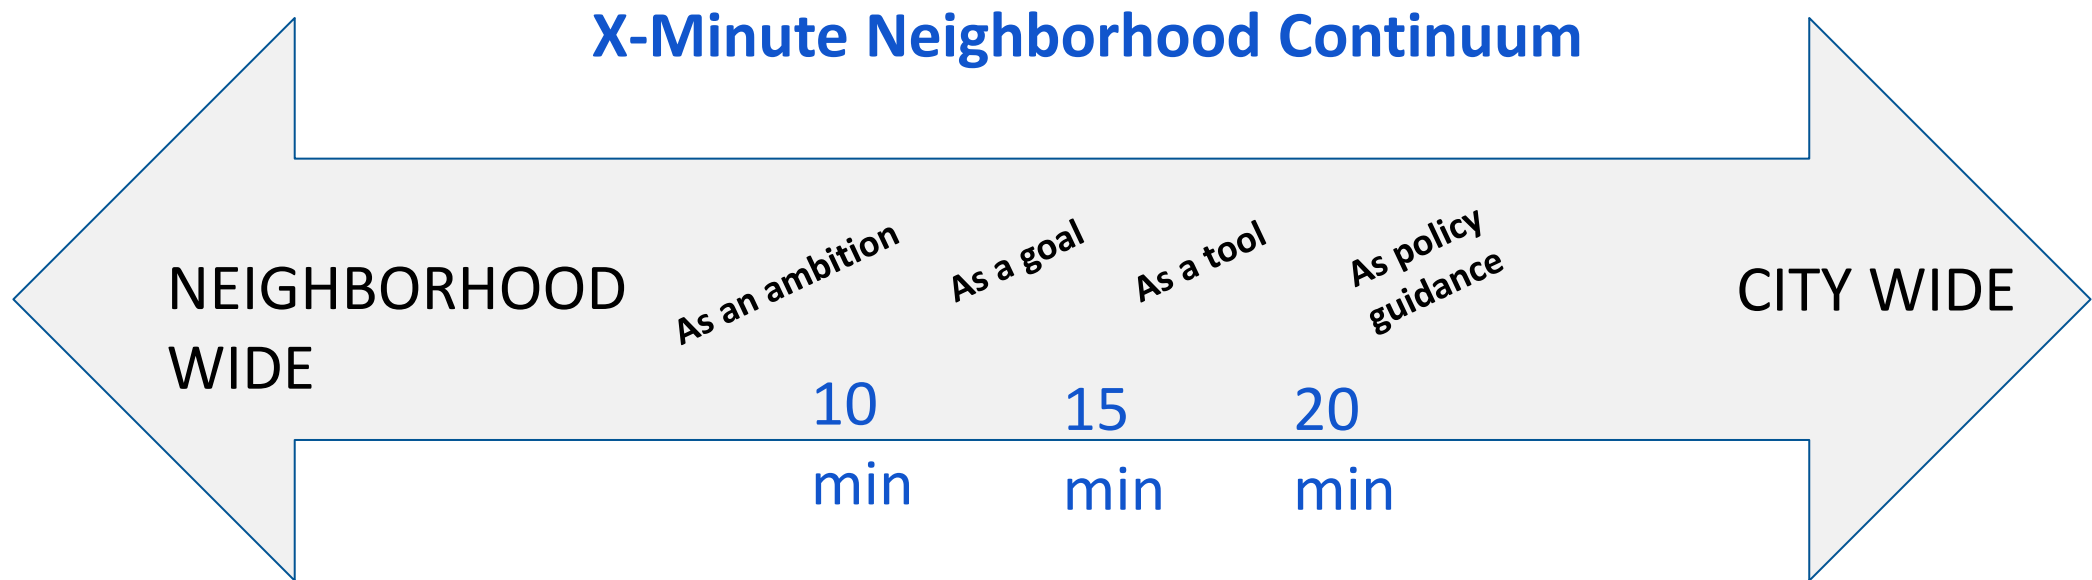 X-Minute Neighborhood Continuum
NEIGHBORHOOD
WIDE
As an ambition
As a goal
As a tool
As policy
guidance
CITY WIDE
10
min
15
min
20
min